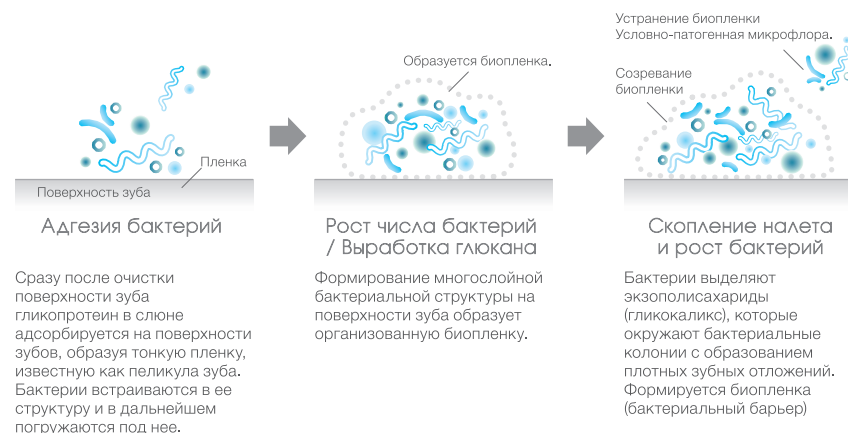 Пленка
Поверхность зуба
Адгезия бактерий
Сразу после очистки
поверхности зуба
гликопротеин в слюне
адсорбируется на поверхности
зубов, образуя тонкую пленку,
известную как пеликула зуба.
Бактерии встраиваются в ее
структуру и в дальнейшем
погружаются под нее.
Образуется биопленка.
Рост числа бактерий
/ Выработка глюкана
Формирование многослойной
бактериальной структуры на
поверхности зуба образует
организованную биопленку.
Устранение биопленки
Условно-патогенная микрофлора.
Созревание
биопленки
Скопление налета
и рост бактерий
Бактерии выделяют
экзополисахариды
(гликокаликс), которые
окружают бактериальные
колонии с образованием
плотных зубных отложений.
Формируется биопленка
(бактериальный барьер)